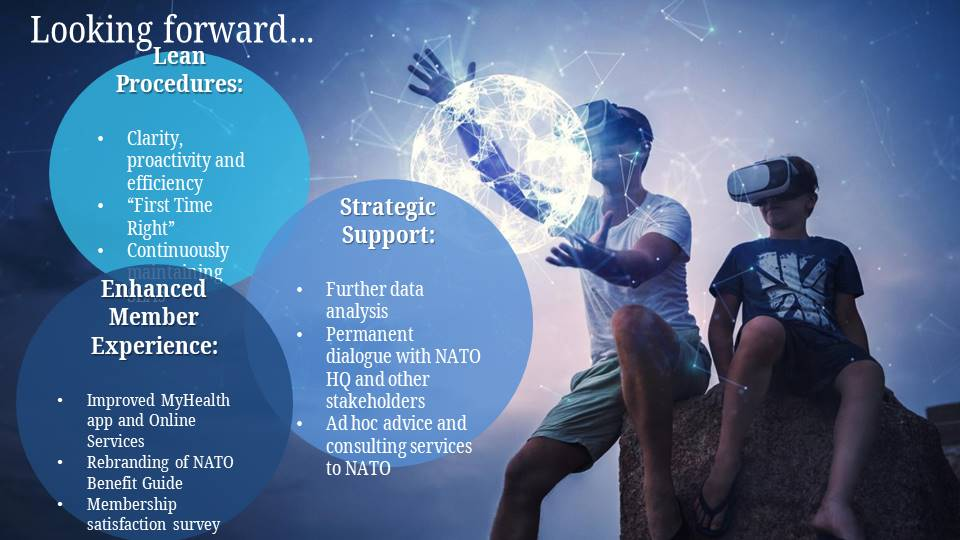 Looking forward...
Lean
Procedures:
• Clarity,
proactivity and
efficiency
• “First Time
Right”
• Continuously
maintaining
Strategic
Support:
• Further data
analysis
• Permanent
dialogue with NATO
HQ and other
stakeholders
• Ad hoc advice and
consulting services
to NATO
Enhanced
Member
Experience:
• Improved MyHealth
app and Online
Services
• Rebranding of NATO
Benefit Guide
• Membership
satisfaction survey